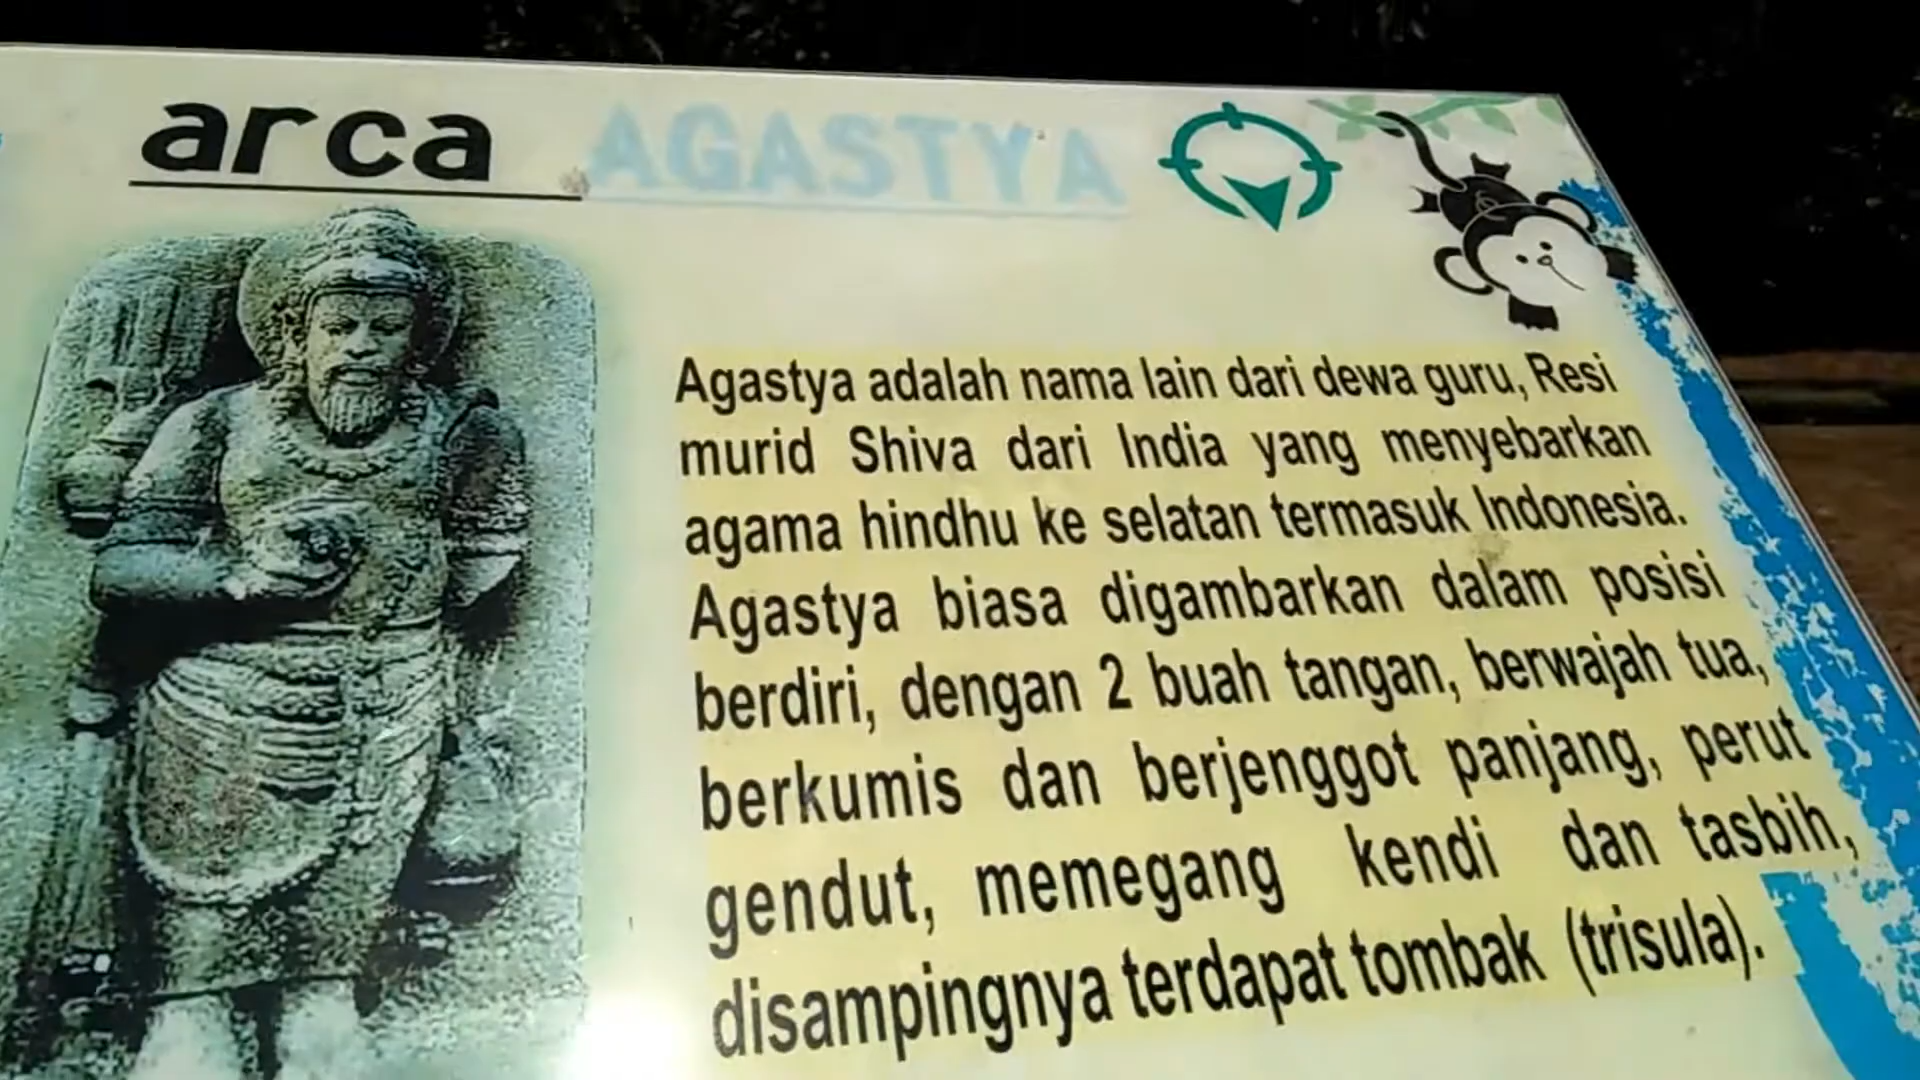 arca AGASTYA
Agastya adalah nama lain dari dewa guru, Resi
murid Shiva dari India yang menyebarkan
agama hindhu ke selatan termasuk Indonesia.
Agastya biasa digambarkan dalam posisi
berdiri, dengan 2 buah tangan, berwajah tua,
berkumis dan berjenggot panjang, perut
gendut, memegang kendi dan tasbih,
disampingnya terdapat tombak (trisula).